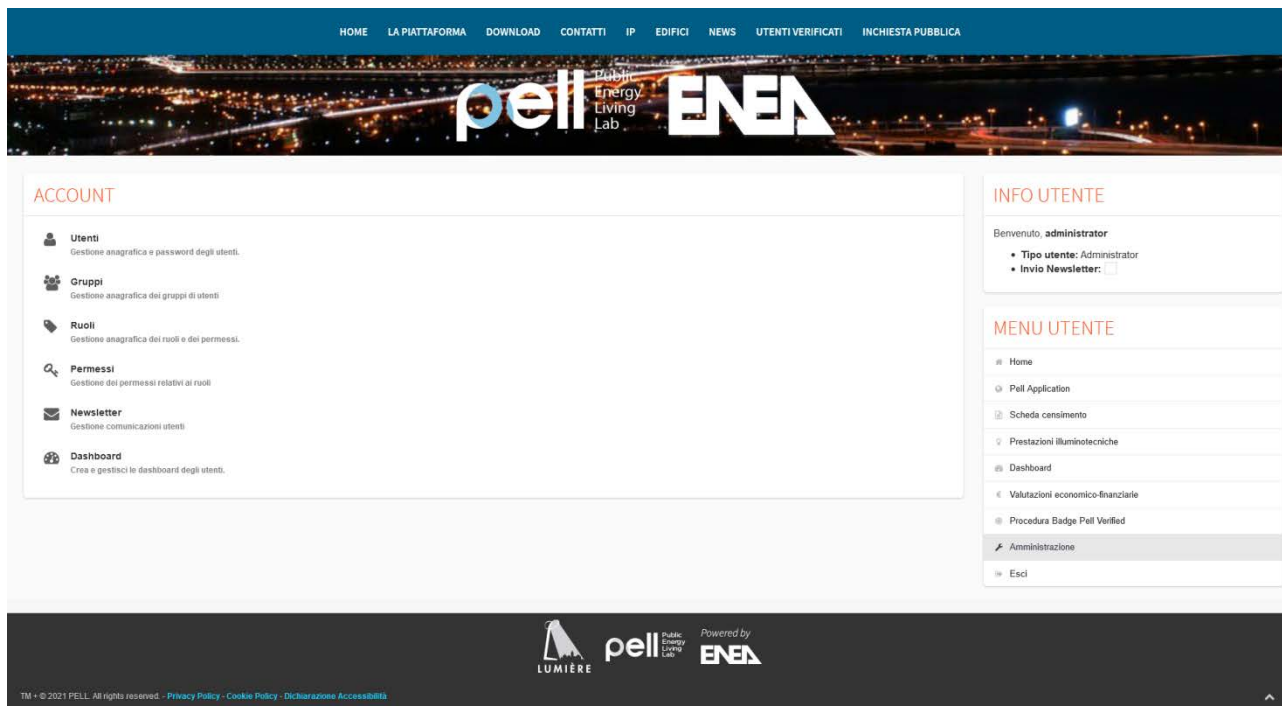 HOME LA PIATTAFORMA DOWNLOAD CONTATTI IP EDIFICI NEWS UTENTI VERIFICATI INCHIESTA PUBBLICA
pell Public Energy Living Lab ENEA
ACCOUNT
Utenti
Gestione anagrafica e password degli utenti.
Gruppi
Gestione anagrafica dei gruppi di utenti
Ruoli
Gestione anagrafica dei ruoli e dei permessi.
Permessi
Gestione dei permessi relativi ai ruoli
Newsletter
Gestione comunicazioni utenti
Dashboard
Crea e gestisci le dashboard degli utenti.
INFO UTENTE
Benvenuto, administrator
• Tipo utente: Administrator
• Invio Newsletter:
MENU UTENTE
Home
Pell Application
Scheda censimento
Prestazioni illuminotecniche
Dashboard
Valutazioni economico-finanziarie
Procedura Badge Pell Verified
Amministrazione
Esci
LUMIÈRE
pell Public Energy Living Lab
Powered by
ENEA
TM + © 2021 PELL. All rights reserved. - Privacy Policy - Cookie Policy - Dichiarazione Accessibilità